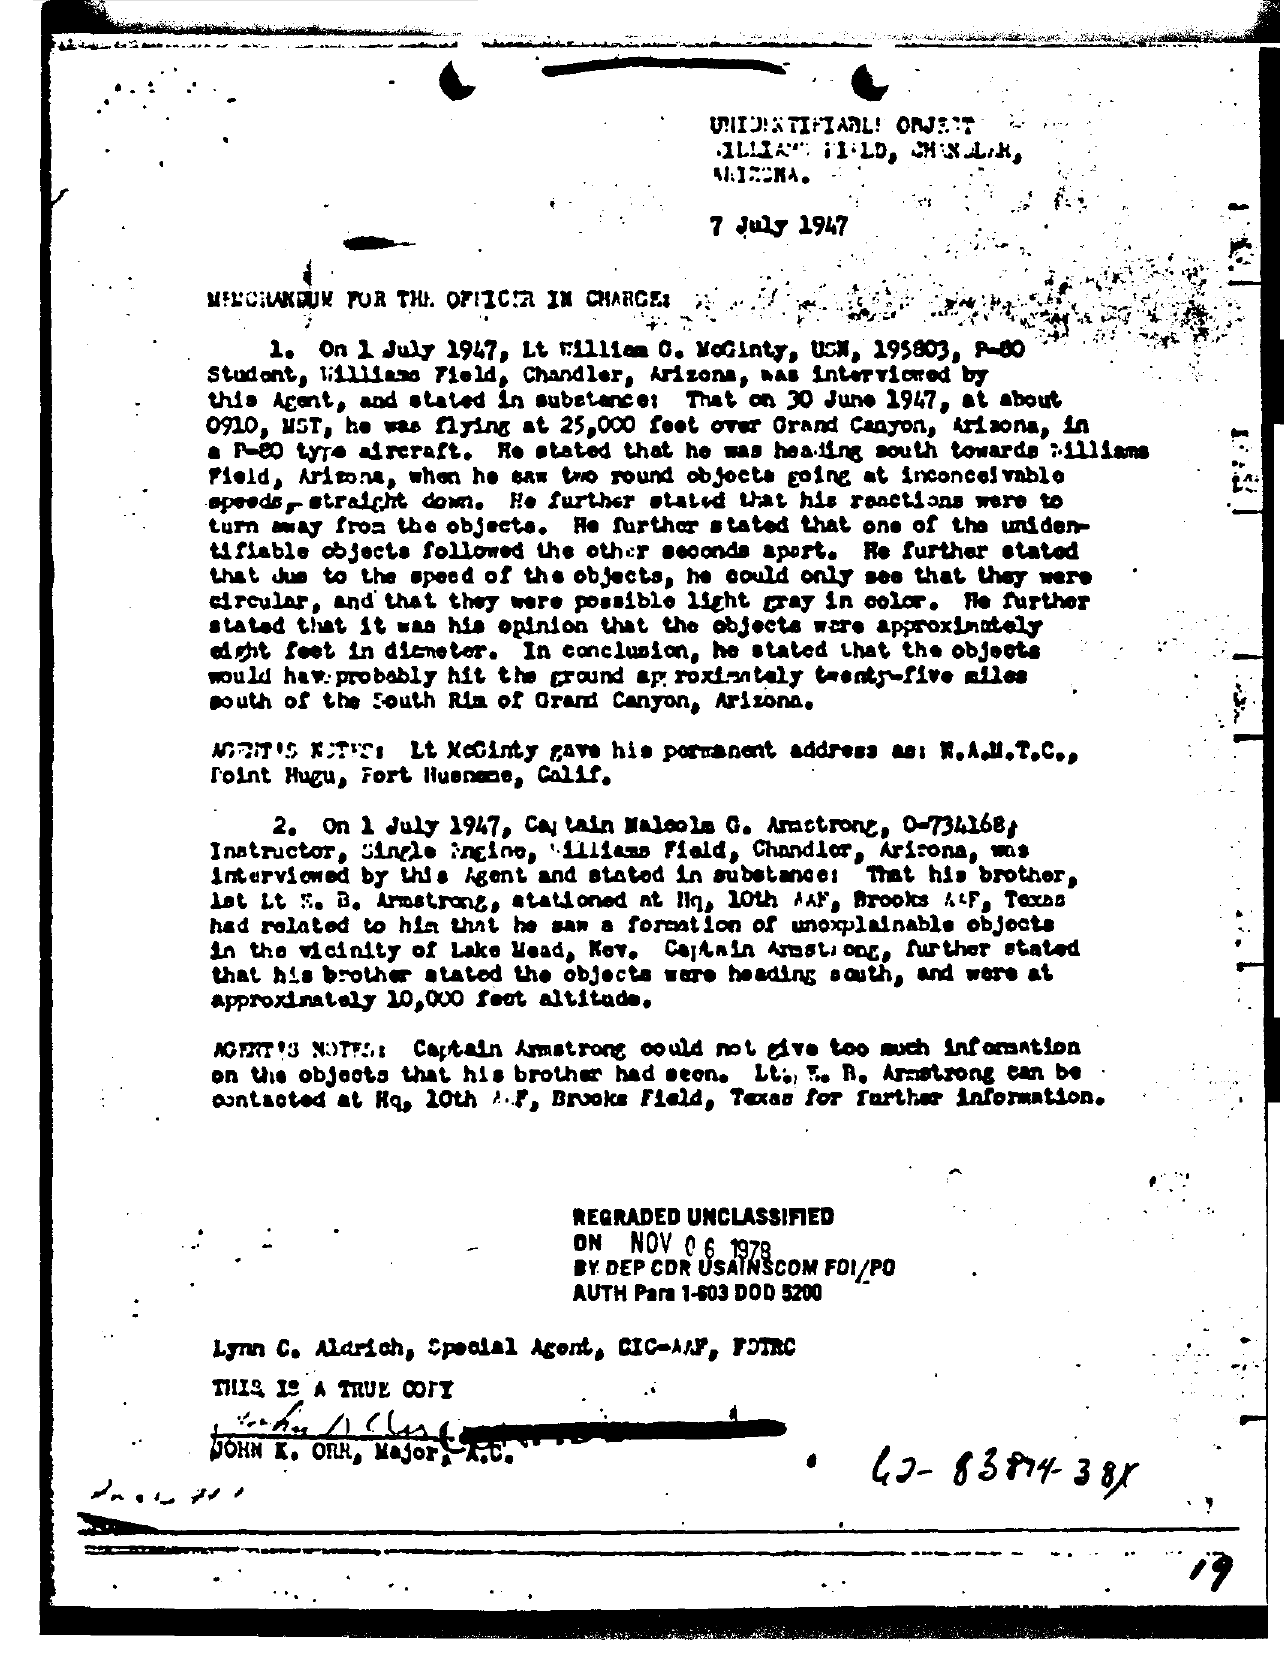 UNIDENTIFIABLE OBJECT
WILLIAMS FIELD, CHANDLER,
ARIZONA.
7 July 1947
MEMORANDUM FOR THE OFFICER IN CHARGE:
1. On 1 July 1947, Lt William G. McGinty, USN, 195803, P-80
Student, Williams Field, Chandler, Arizona, was interviewed by
this Agent, and stated in substance: That on 30 June 1947, at about
0910, MST, he was flying at 25,000 feet over Grand Canyon, Arizona, in
a P-80 type aircraft. He stated that he was heading south towards Williams
Field, Arizona, when he saw two round objects going at inconceivable
speeds, straight down. He further stated that his reactions were to
turn away from the objects. He further stated that one of the uniden-
tifiable objects followed the other seconds apart. He further stated
that due to the speed of the objects, he could only see that they were
circular, and that they were possible light gray in color. He further
stated that it was his opinion that the objects were approximately
eight feet in diameter. In conclusion, he stated that the objects
would have probably hit the ground approximately twenty-five miles
south of the South Rim of Grand Canyon, Arizona.
AGENT'S NOTES: Lt McGinty gave his permanent address as: N.A.M.T.C.,
Point Mugu, Port Hueneme, Calif.
2. On 1 July 1947, Captain Malcolm G. Armstrong, O-734168,
Instructor, Single Engine, Williams Field, Chandler, Arizona, was
interviewed by this Agent and stated in substance: That his brother,
1st Lt E. B. Armstrong, stationed at Hq, 10th AAF, Brooks AAF, Texas
had related to him that he saw a formation of unexplainable objects
in the vicinity of Lake Mead, Nev. Captain Armstrong, further stated
that his brother stated the objects were heading south, and were at
approximately 10,000 feet altitude.
AGENT'S NOTES: Captain Armstrong could not give too much information
on the objects that his brother had seen. Lt., E. B. Armstrong can be
contacted at Hq, 10th AAF, Brooks Field, Texas for further information.
REGRADED UNCLASSIFIED
ON NOV 06 1978
BY DEP CDR USAINSCOM FOI/PO
AUTH Para 1-603 DOD 5200
Lynn C. Aldrich, Special Agent, CIC-AAF, FDTRC
THIS IS A TRUE COPY
JOHN K. ORR, Major, A.C.
62-83894-38X
19